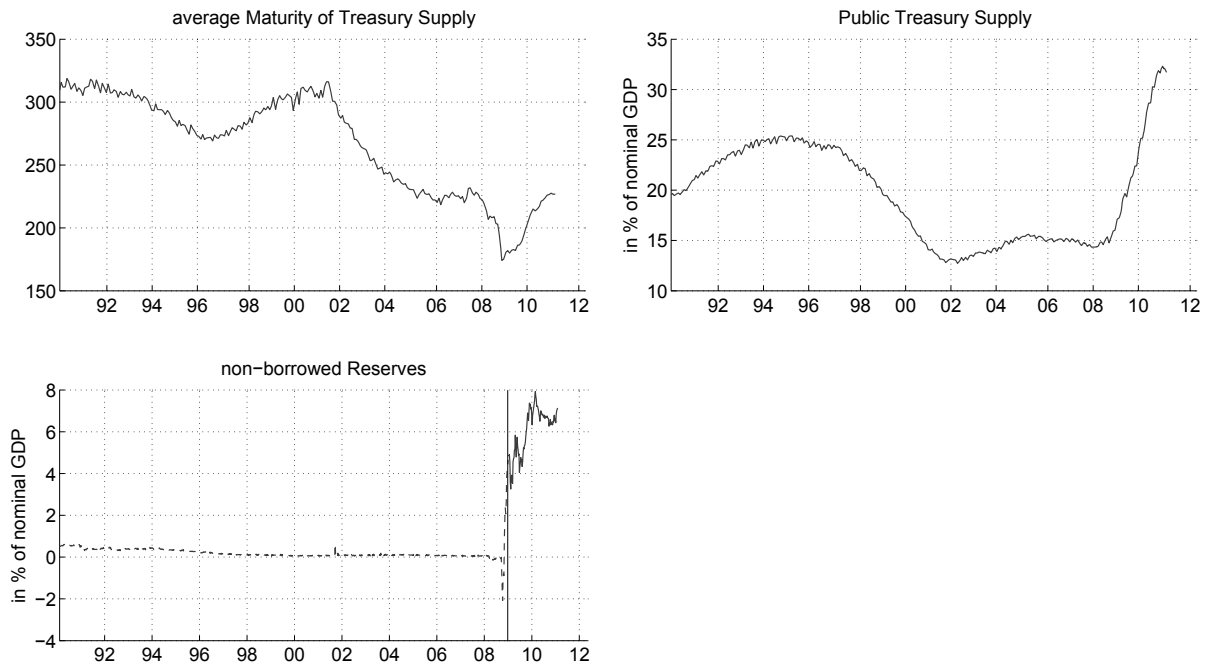 average Maturity of Treasury Supply
350
300
250
200
150
92 94 96 00 02 04 06 08 10 12
Public Treasury Supply
in % of nominal GDP
35
30
25
20
15
10
92 94 96 98 00 02 04 06 08 10 12
non−borrowed Reserves
in % of nominal GDP
8
6
4
2
0
−2
−4
92 94 96 98 00 02 04 06 08 10 12